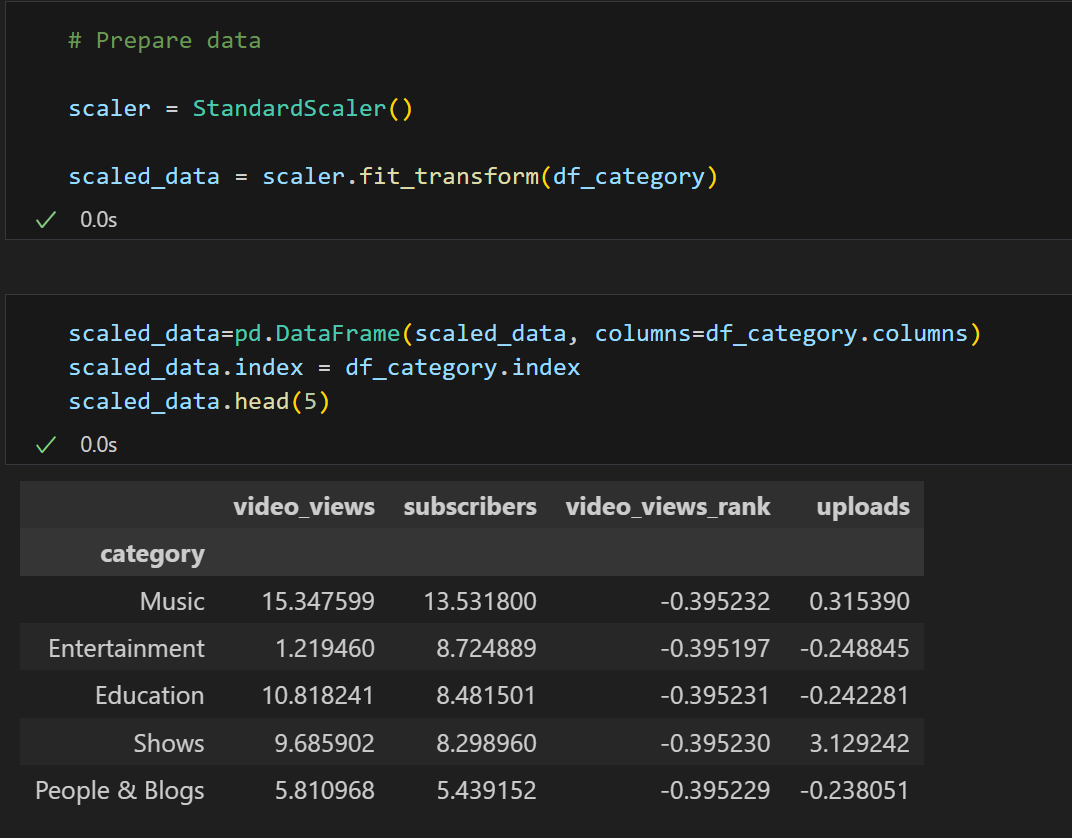 # Prepare data
scaler = StandardScaler()
scaled_data = scaler.fit_transform(df_category)
0.0s
scaled_data=pd.DataFrame(scaled_data, columns=df_category.columns)
scaled_data.index = df_category.index
scaled_data.head(5)
0.0s
video_views subscribers video_views_rank uploads
category
Music 15.347599 13.531800 -0.395232 0.315390
Entertainment 1.219460 8.724889 -0.395197 -0.248845
Education 10.818241 8.481501 -0.395231 -0.242281
Shows 9.685902 8.298960 -0.395230 3.129242
People & Blogs 5.810968 5.439152 -0.395229 -0.238051